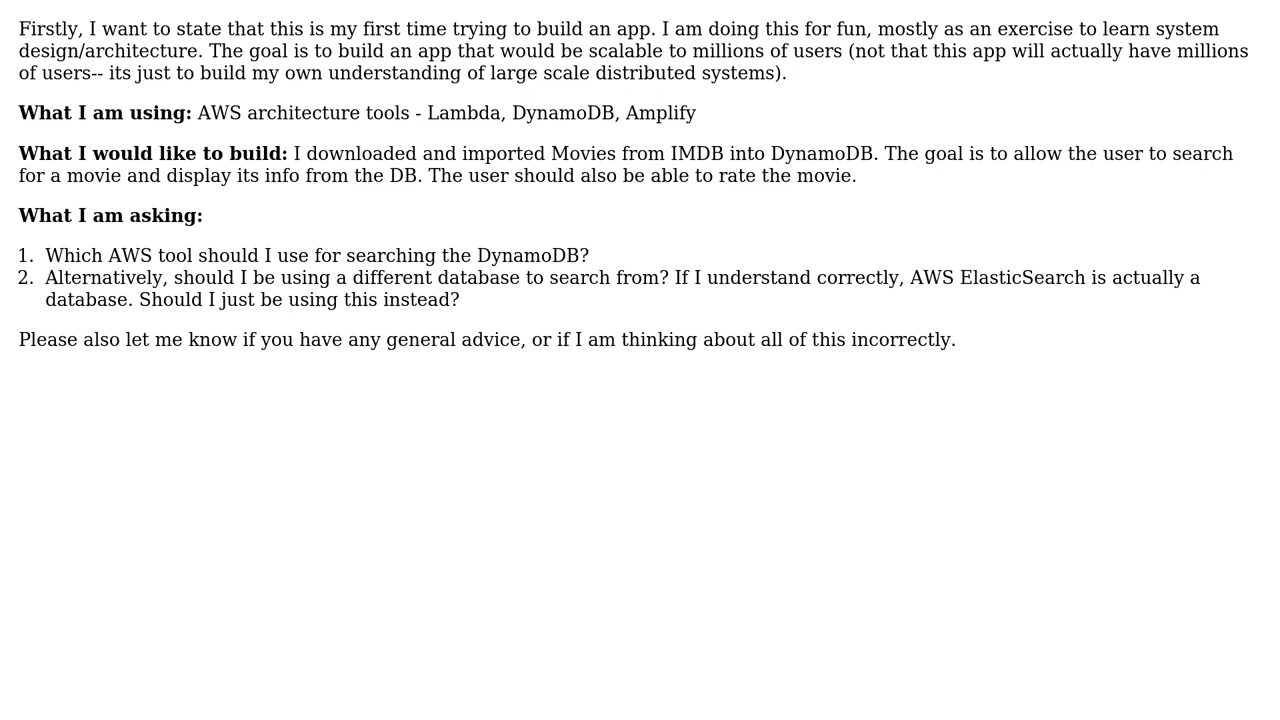 Firstly, I want to state that this is my first time trying to build an app. I am doing this for fun, mostly as an exercise to learn system
design/architecture. The goal is to build an app that would be scalable to millions of users (not that this app will actually have millions
of users-- its just to build my own understanding of large scale distributed systems).
What I am using: AWS architecture tools - Lambda, DynamoDB, Amplify
What I would like to build: I downloaded and imported Movies from IMDB into DynamoDB. The goal is to allow the user to search
for a movie and display its info from the DB. The user should also be able to rate the movie.
What I am asking:
1. Which AWS tool should I use for searching the DynamoDB?
2. Alternatively, should I be using a different database to search from? If I understand correctly, AWS ElasticSearch is actually a
database. Should I just be using this instead?
Please also let me know if you have any general advice, or if I am thinking about all of this incorrectly.